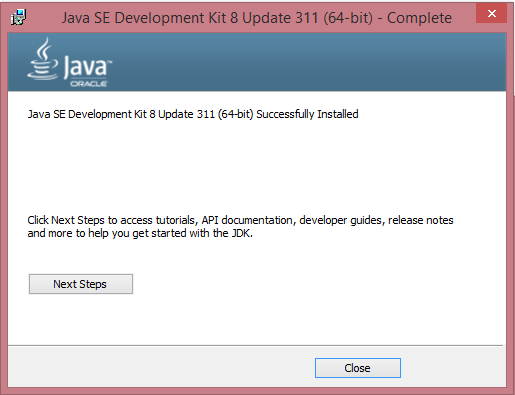 Java SE Development Kit 8 Update 311 (64-bit) - Complete
Java™
ORACLE
Java SE Development Kit 8 Update 311 (64-bit) Successfully Installed
Click Next Steps to access tutorials, API documentation, developer guides, release notes
and more to help you get started with the JDK.
Next Steps
Close